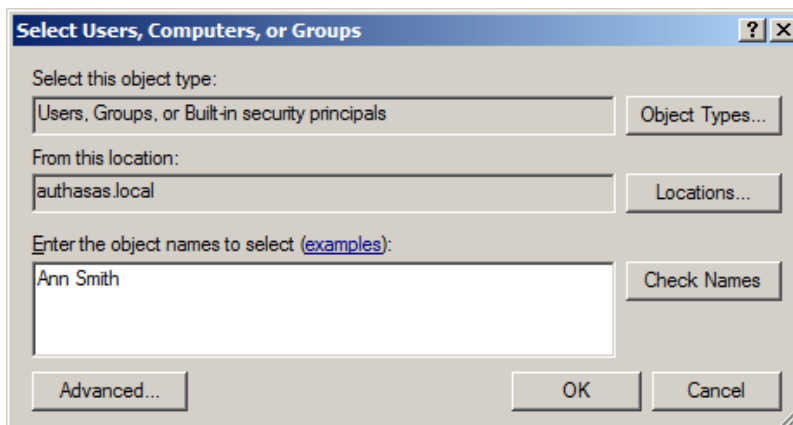 Select Users, Computers, or Groups
Select this object type:
Users, Groups, or Built-in security principals
Object Types...
From this location:
authasas.local
Locations...
Enter the object names to select (examples):
Ann Smith
Check Names
Advanced...
OK
Cancel